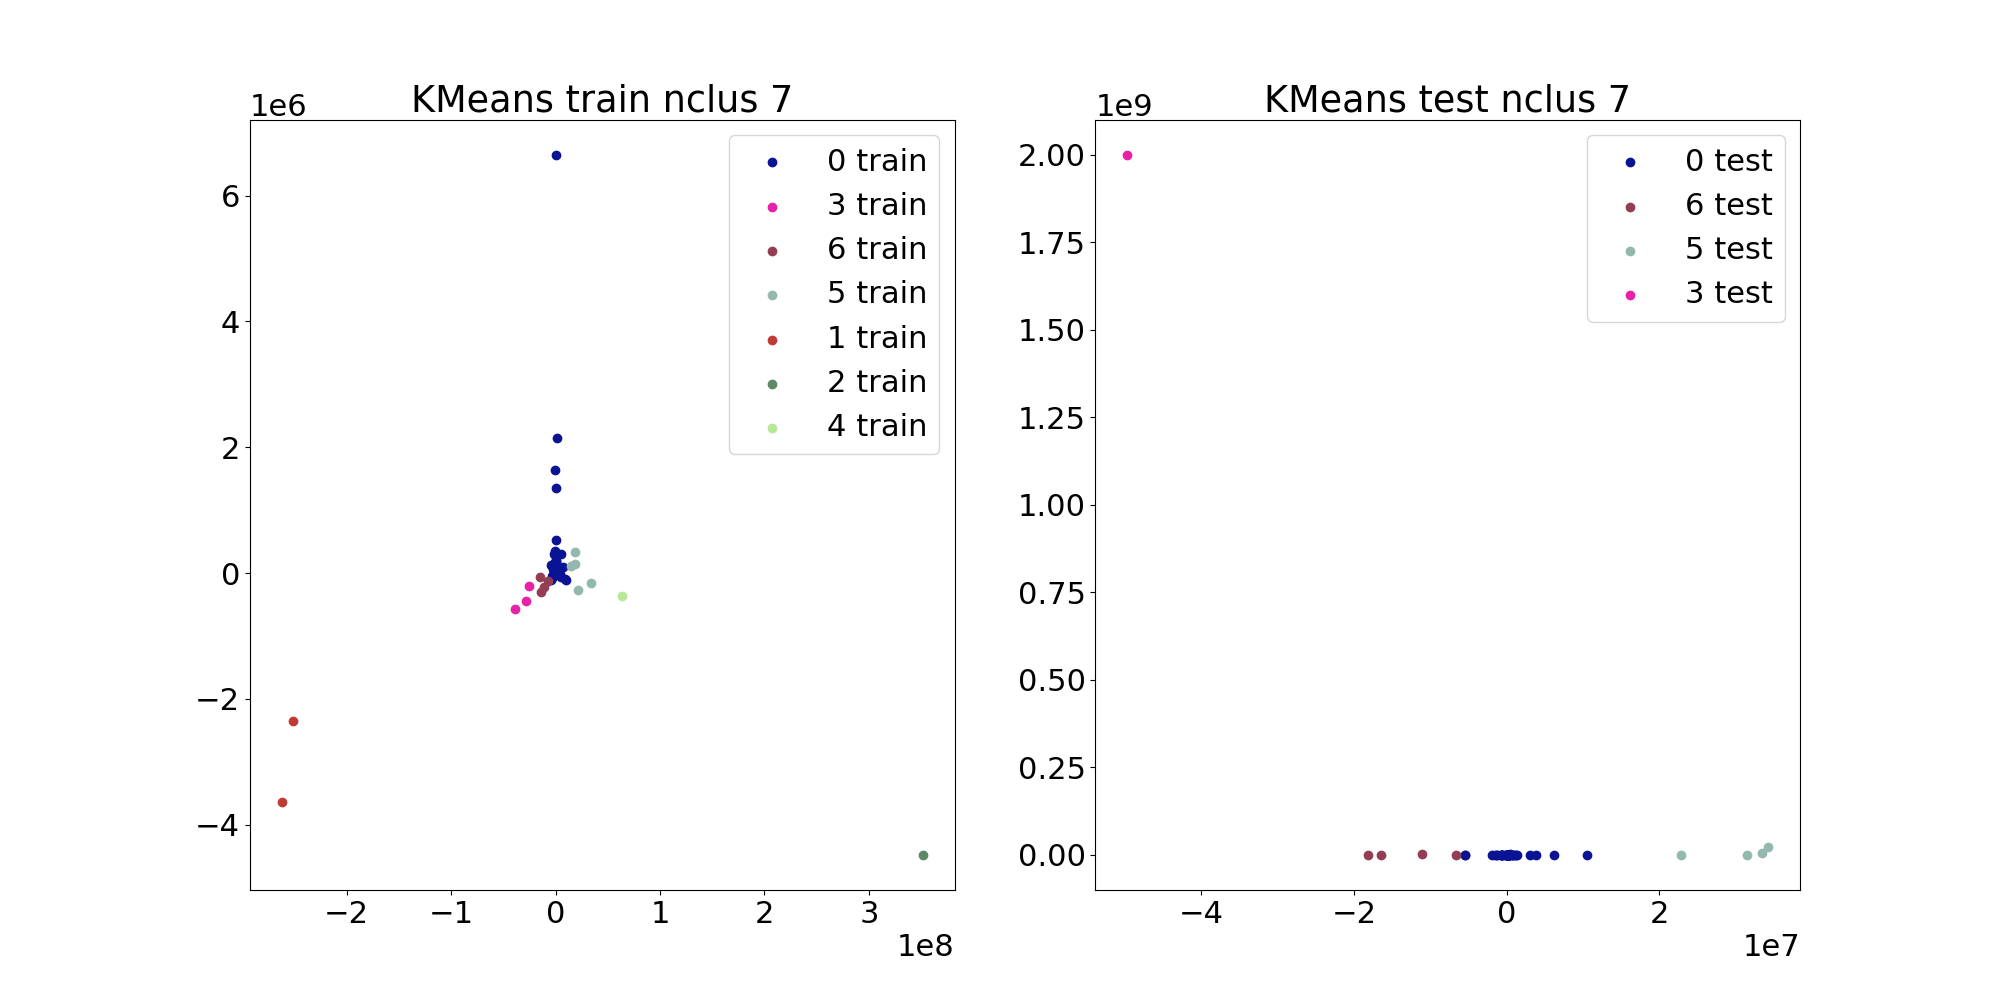 KMeans train nclus 7
1e6
6
4
2
0
−2
−4
−2
−1
0
1
2
3
1e8
0 train
3 train
6 train
5 train
1 train
2 train
4 train
KMeans test nclus 7
1e9
2.00
1.75
1.50
1.25
1.00
0.75
0.50
0.25
0.00
−4
−2
0
2
1e7
0 test
6 test
5 test
3 test